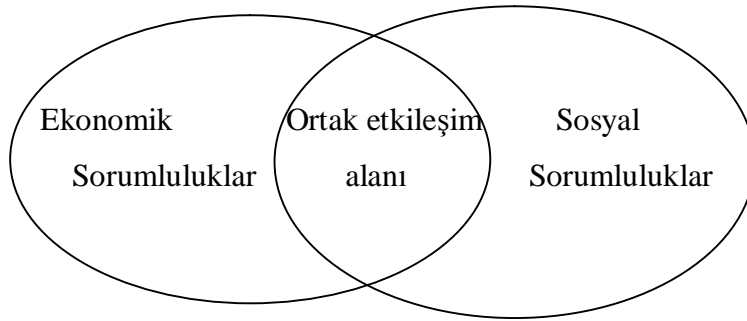 Ekonomik
Sorumluluklar
Ortak etkileşim
alanı
Sosyal
Sorumluluklar